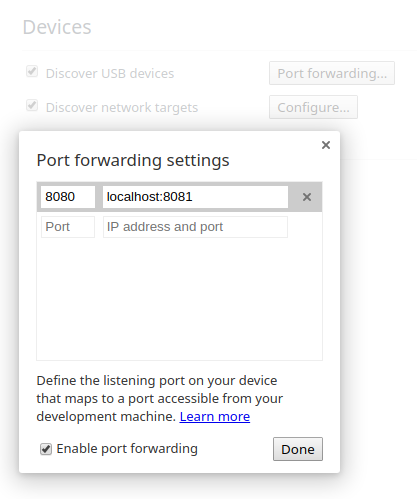 Devices
Discover USB devices Port forwarding...
Discover network targets Configure...
Port forwarding settings
8080 localhost:8081
Port IP address and port
Define the listening port on your device
that maps to a port accessible from your
development machine. Learn more
Enable port forwarding Done